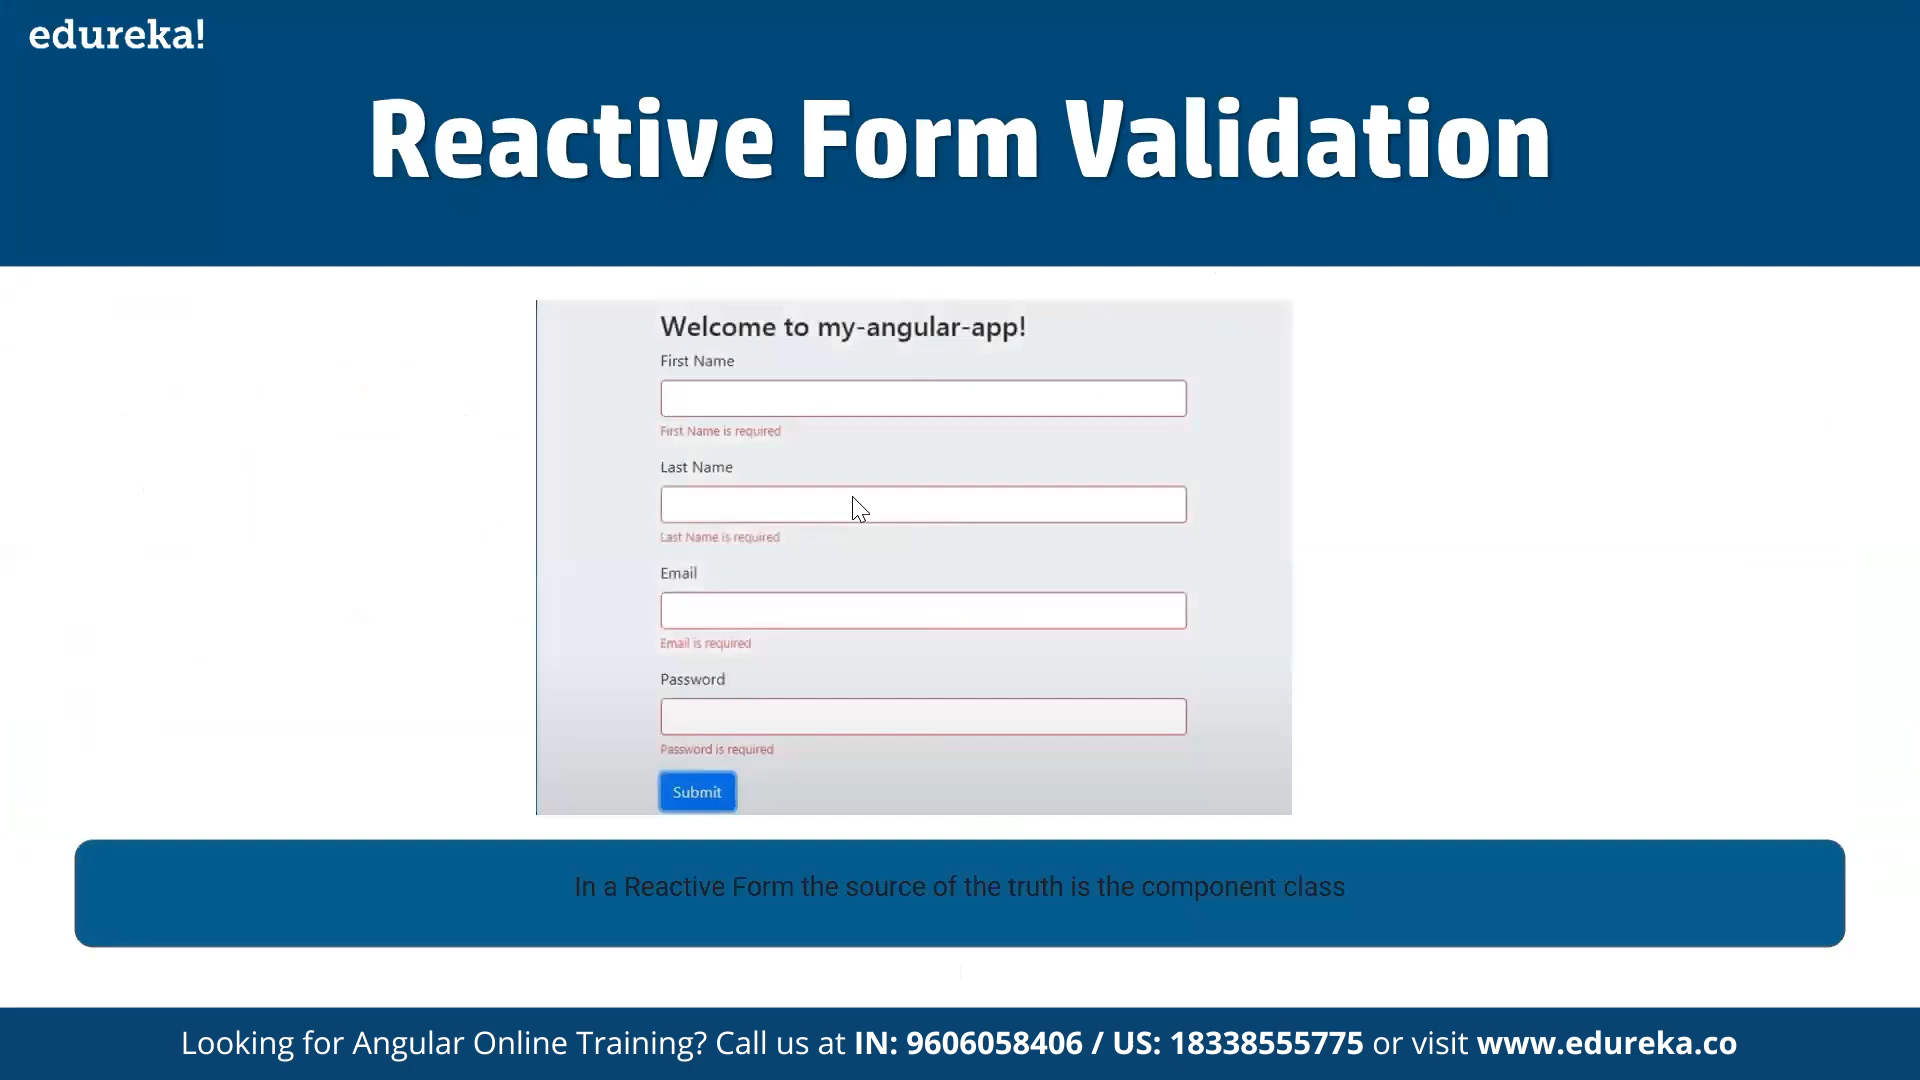 edureka!
Reactive Form Validation
Welcome to my-angular-app!
First Name
First Name is required
Last Name
Last Name is required
Email
Email is required
Password
Password is required
Submit
In a Reactive Form the source of the truth is the component class
Looking for Angular Online Training? Call us at IN: 9606058406 / US: 18338555775 or visit www.edureka.co